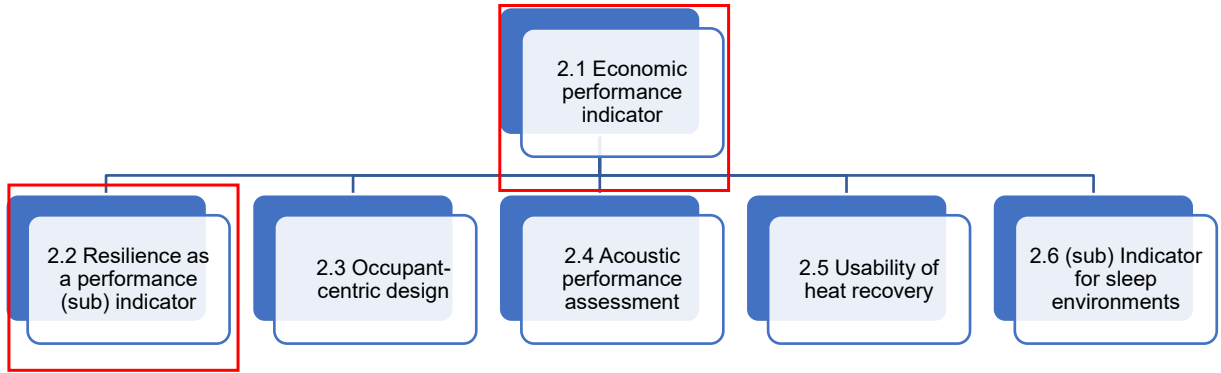 2.1 Economic
performance
indicator
2.2 Resilience as
a performance
(sub) indicator
2.3 Occupant-
centric design
2.4 Acoustic
performance
assessment
2.5 Usability of
heat recovery
2.6 (sub) Indicator
for sleep
environments